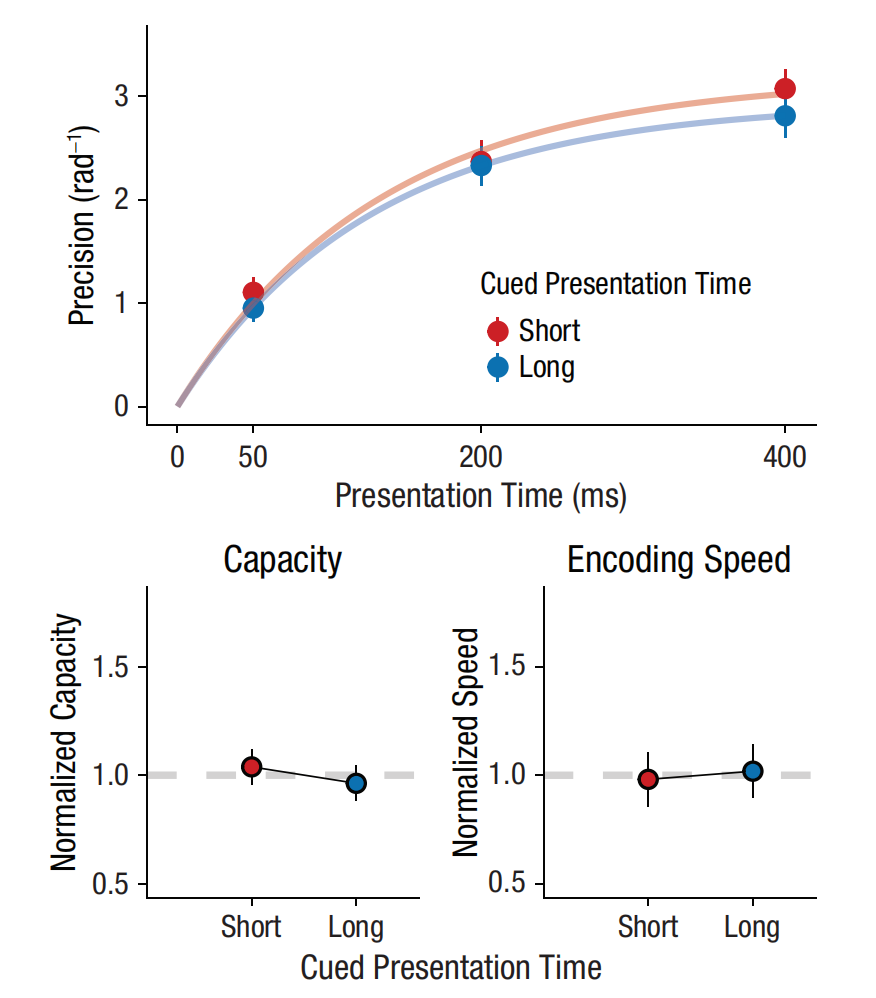 3
2
1
0
Precision (rad⁻¹)
Cued Presentation Time
Short
Long
0 50 200 400
Presentation Time (ms)
Capacity
Normalized Capacity
1.5
1.0
0.5
Short Long
Encoding Speed
Normalized Speed
1.5
1.0
0.5
Short Long
Cued Presentation Time